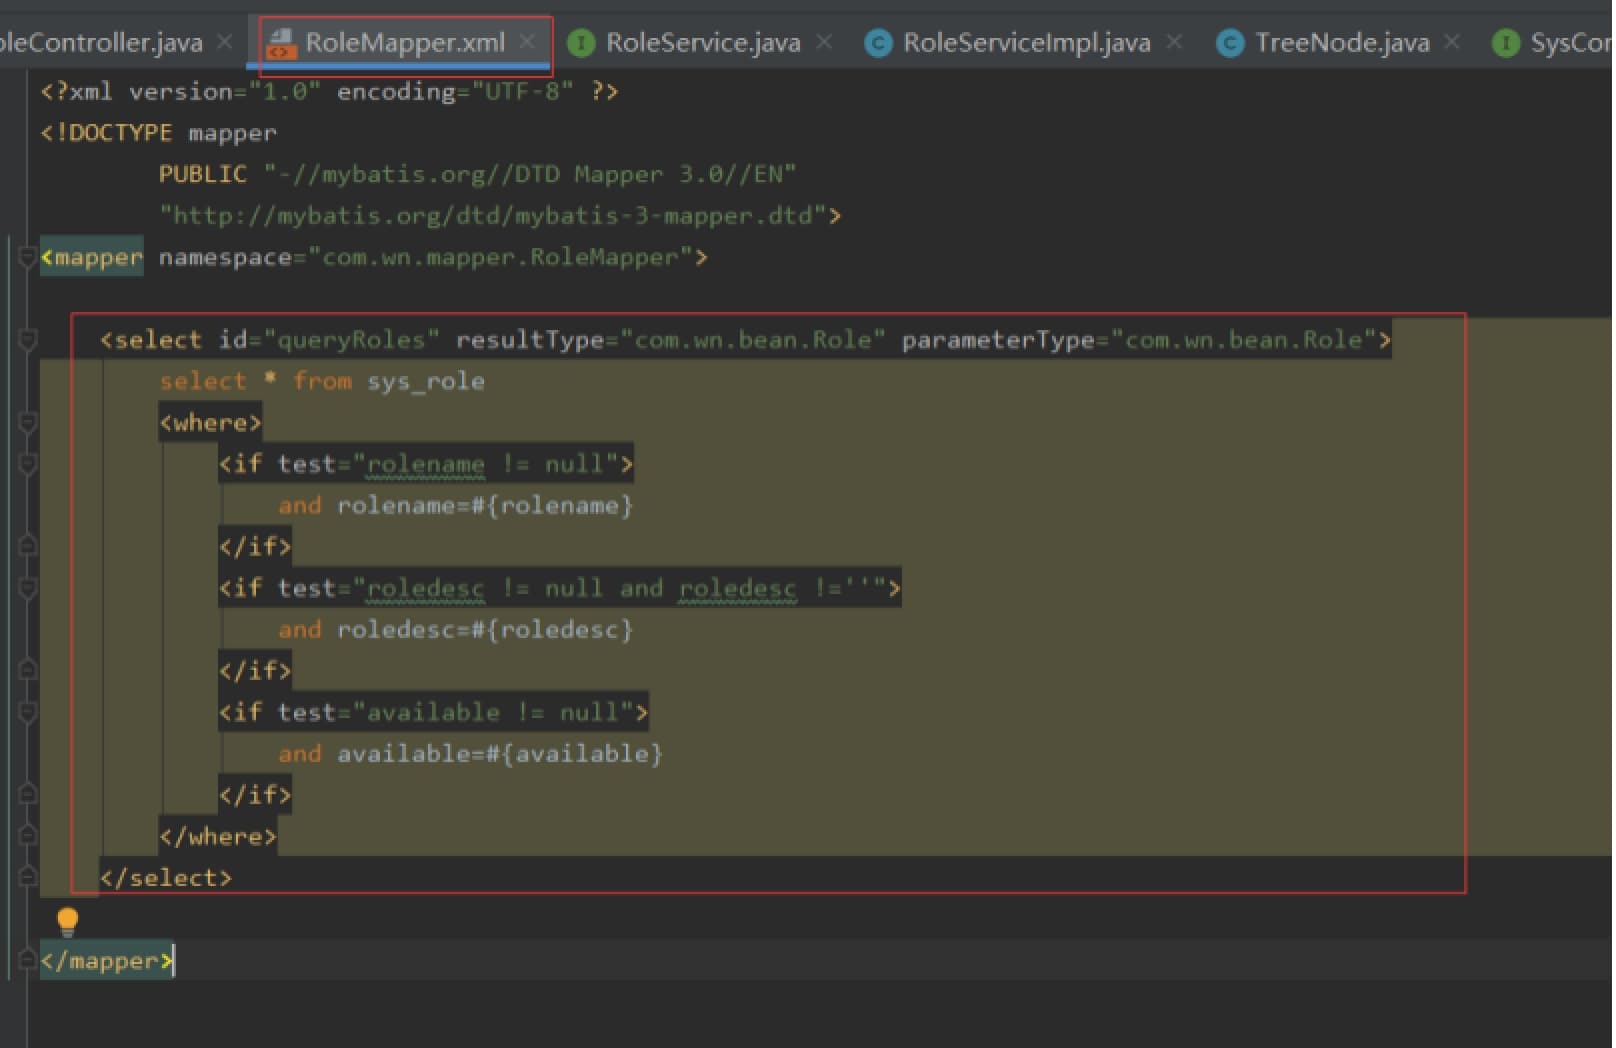 oleController.java RoleMapper.xml I RoleService.java C RoleServiceImpl.java C TreeNode.java I SysCor
<?xml version="1.0" encoding="UTF-8" ?>
<!DOCTYPE mapper
        PUBLIC "-//mybatis.org//DTD Mapper 3.0//EN"
        "http://mybatis.org/dtd/mybatis-3-mapper.dtd">
<mapper namespace="com.wn.mapper.RoleMapper">
    <select id="queryRoles" resultType="com.wn.bean.Role" parameterType="com.wn.bean.Role">
        select * from sys_role
        <where>
            <if test="rolename != null">
                and rolename=#{rolename}
            </if>
            <if test="roledesc != null and roledesc !=''">
                and roledesc=#{roledesc}
            </if>
            <if test="available != null">
                and available=#{available}
            </if>
        </where>
    </select>
</mapper>